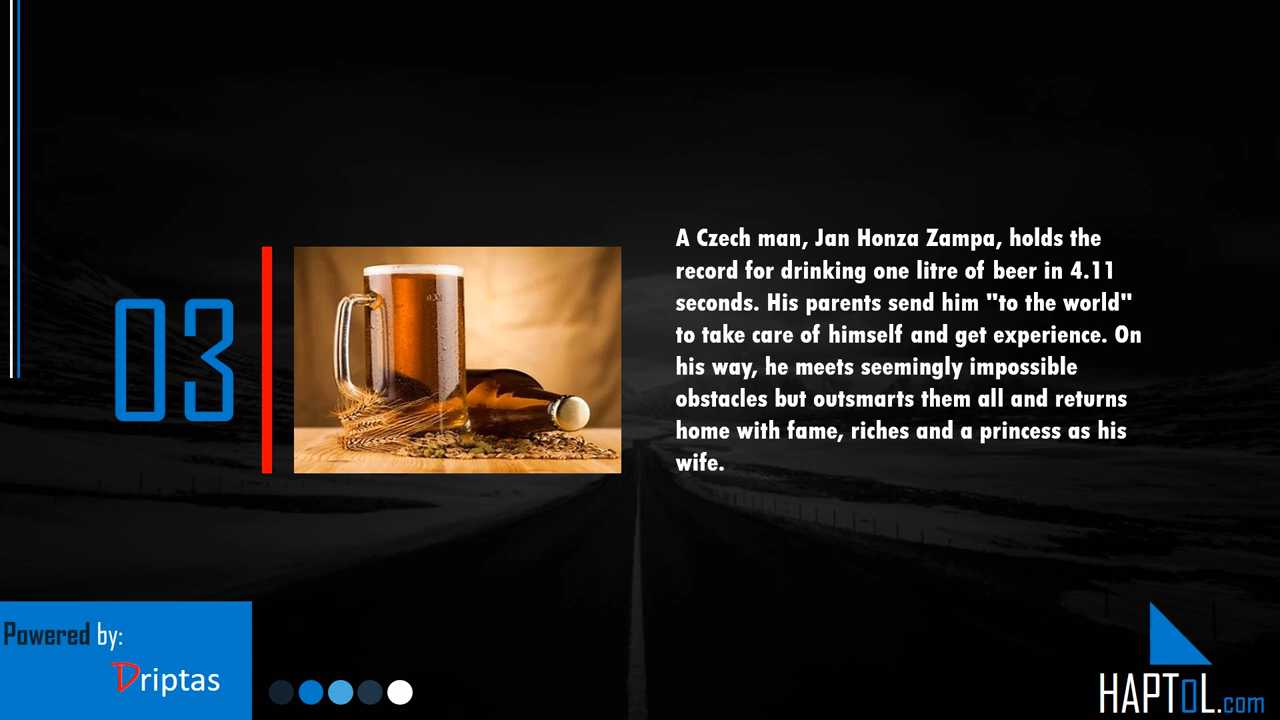 03
A Czech man, Jan Honza Zampa, holds the
record for drinking one litre of beer in 4.11
seconds. His parents send him "to the world"
to take care of himself and get experience. On
his way, he meets seemingly impossible
obstacles but outsmarts them all and returns
home with fame, riches and a princess as his
wife.
Powered by:
Driptas
HAPToL.com